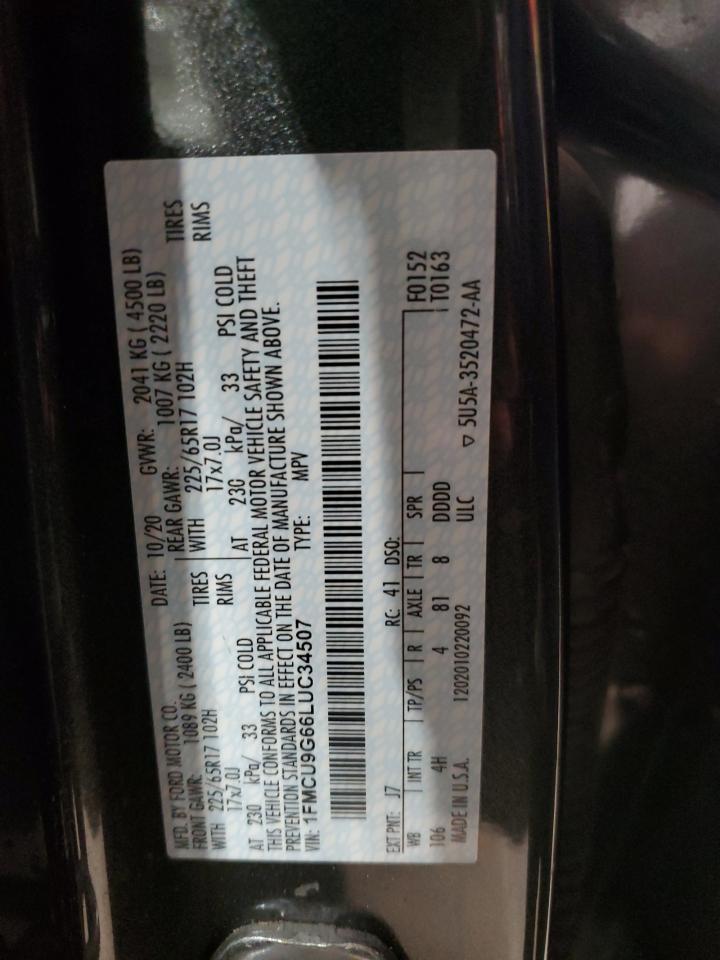 MFD. BY FORD MOTOR CO.
DATE: 10/20 GVWR: 2041 KG ( 4500 LB)
FRONT GAWR: 1089 KG ( 2400 LB) REAR GAWR: 1007 KG ( 2220 LB)
WITH 225/65R17 102H TIRES WITH 225/65R17 102H TIRES
17x7.0J RIMS 17x7.0J RIMS
AT 230 kPa/ 33 PSI COLD AT 230 kPa/ 33 PSI COLD
THIS VEHICLE CONFORMS TO ALL APPLICABLE FEDERAL MOTOR VEHICLE SAFETY AND THEFT
PREVENTION STANDARDS IN EFFECT ON THE DATE OF MANUFACTURE SHOWN ABOVE.
VIN: 1FMCU9G66LUC34507 TYPE: MPV
EXT PNT: J7 RC: 41 DSO:
WB INT TR TP/PS R AXLE TR SPR F0152
106 4H 4 81 8 DDDD T0163
MADE IN U.S.A. 1202010220092 ULC ▽ 5U5A-3520472-AA